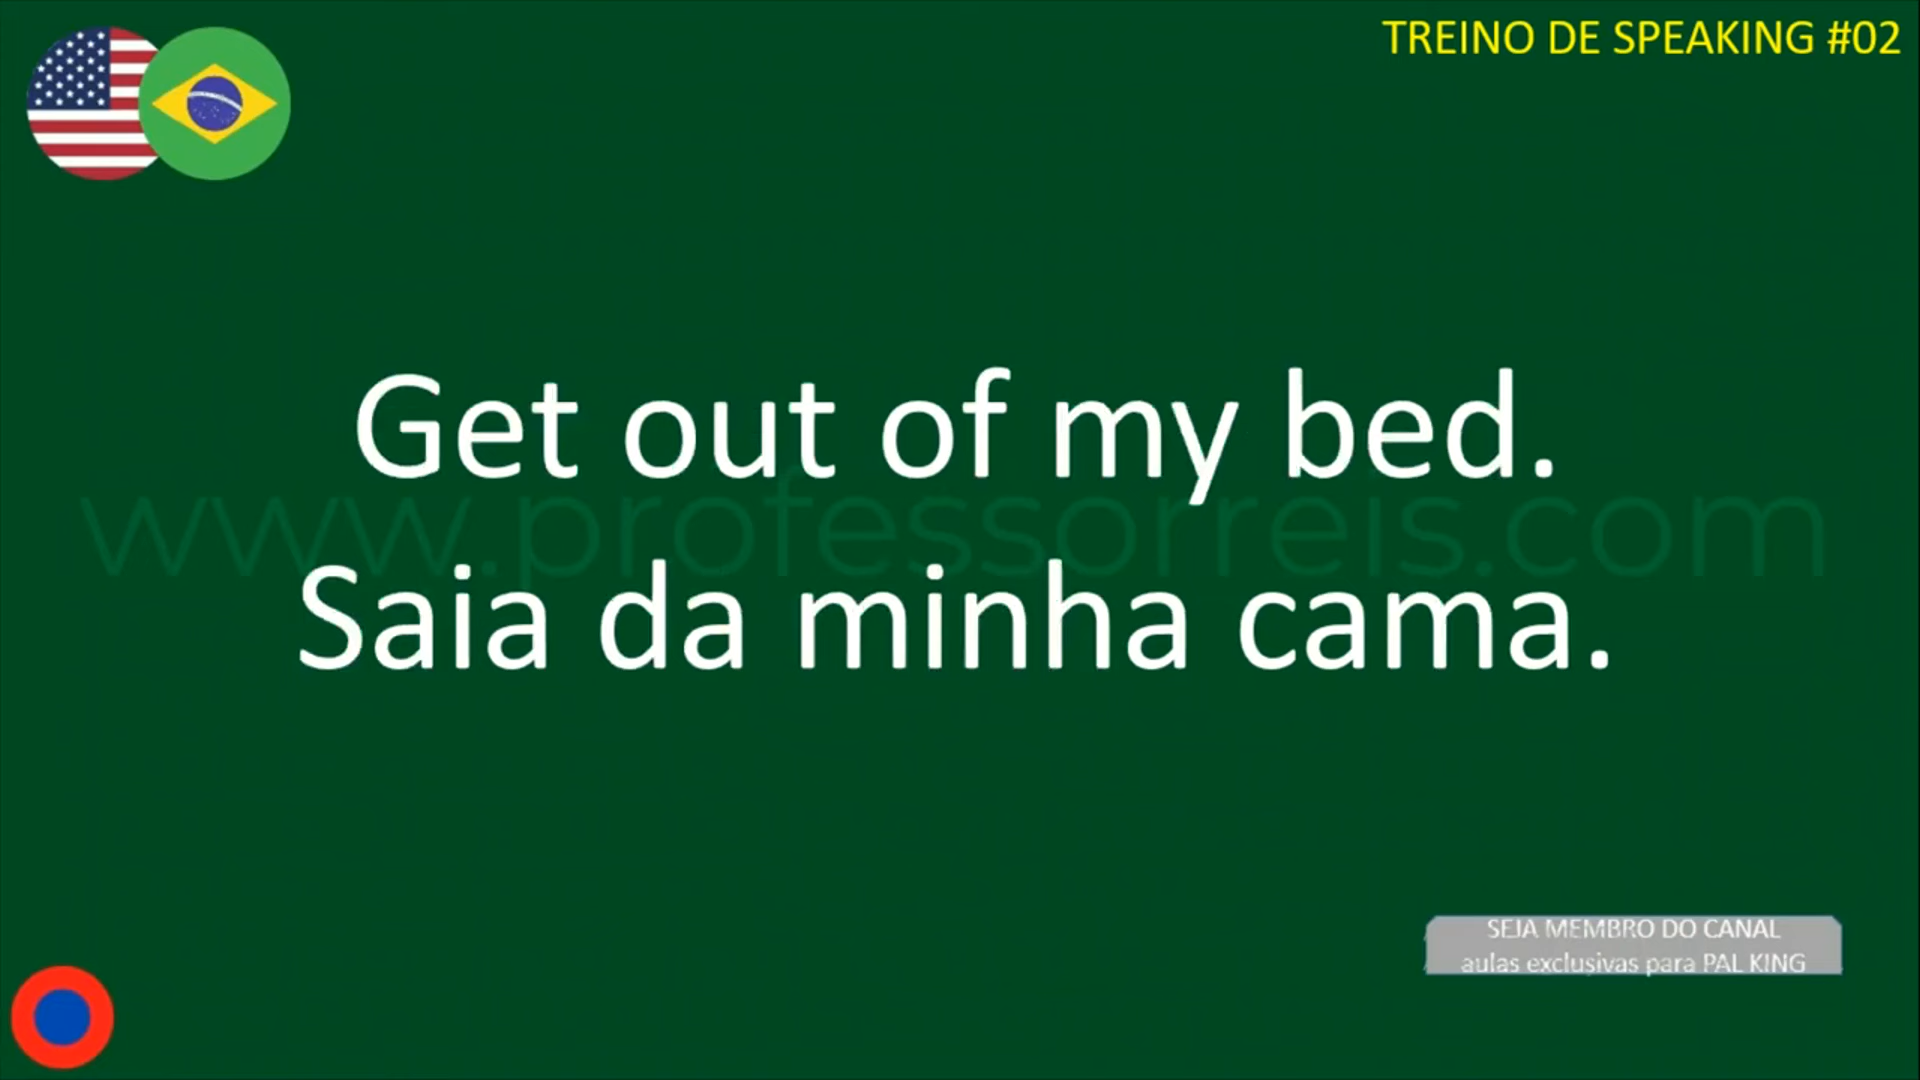 TREINO DE SPEAKING #02
Get out of my bed.
www.professorreis.com
Saia da minha cama.
SEJA MEMBRO DO CANAL
aulas exclusivas para PAL KING